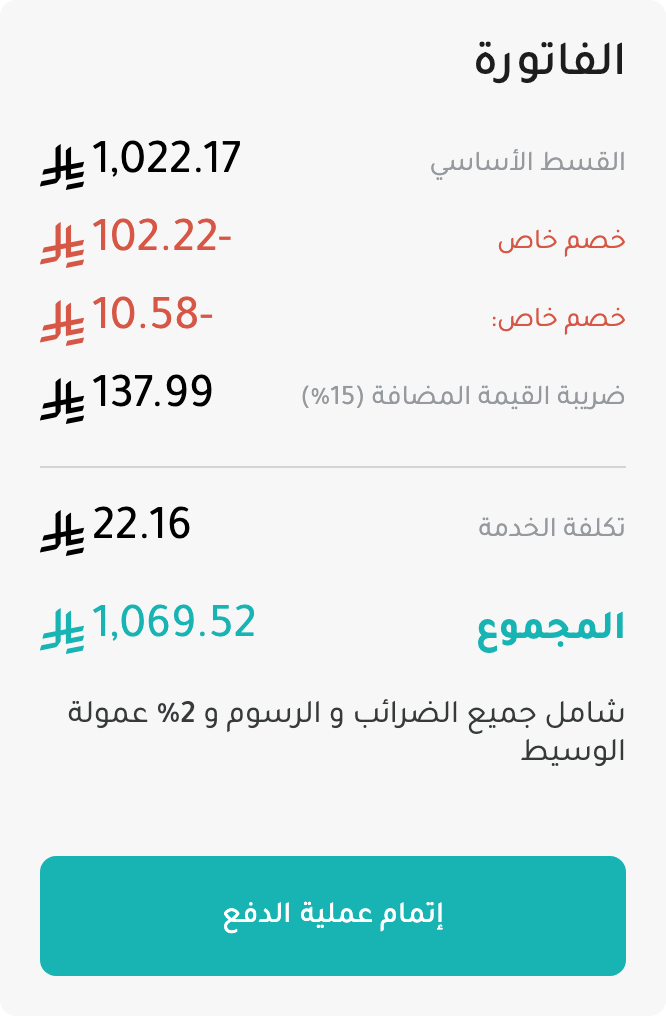 الفاتورة
القسط الأساسي 1,022.17 ⃁
خصم خاص -102.22 ⃁
خصم خاص: -10.58 ⃁
ضريبة القيمة المضافة (15%) 137.99 ⃁
تكلفة الخدمة 22.16 ⃁
المجموع 1,069.52 ⃁
شامل جميع الضرائب و الرسوم و 2% عمولة
الوسيط
إتمام عملية الدفع